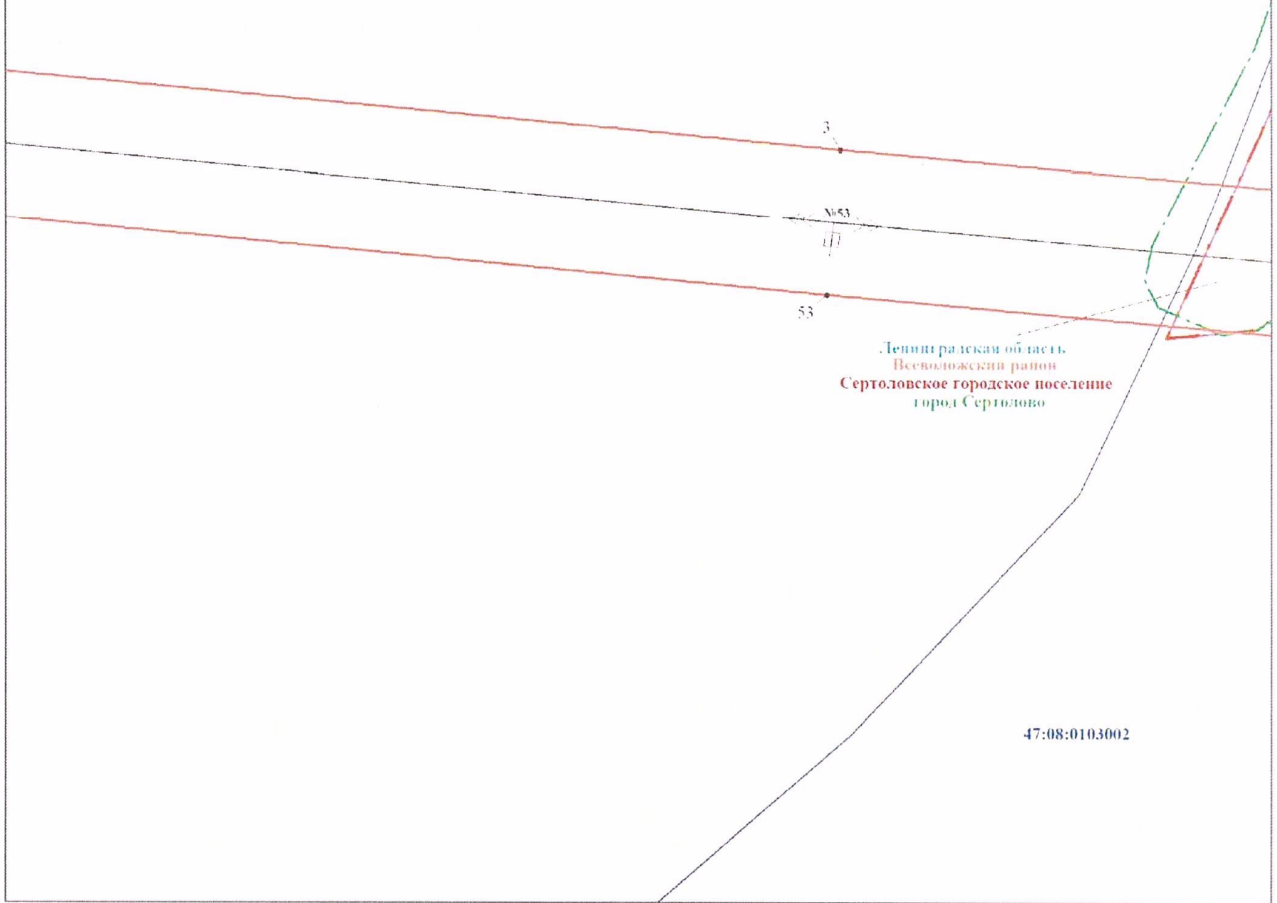 3
№53
53
Ленинградская область
Всеволожский район
Сертоловское городское поселение
город Сертолово
47:08:0103002